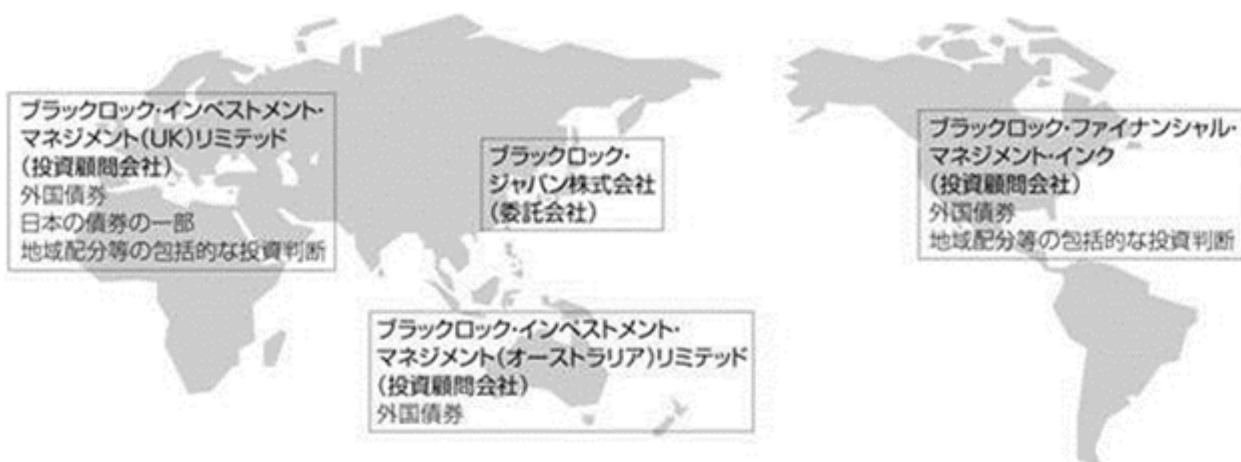 ブラックロック・インベストメント・
マネジメント(UK)リミテッド
(投資顧問会社)
外国債券
日本の債券の一部
地域配分等の包括的な投資判断
ブラックロック・
ジャパン株式会社
(委託会社)
ブラックロック・ファイナンシャル・
マネジメント・インク
(投資顧問会社)
外国債券
地域配分等の包括的な投資判断
ブラックロック・インベストメント・
マネジメント(オーストラリア)リミテッド
(投資顧問会社)
外国債券